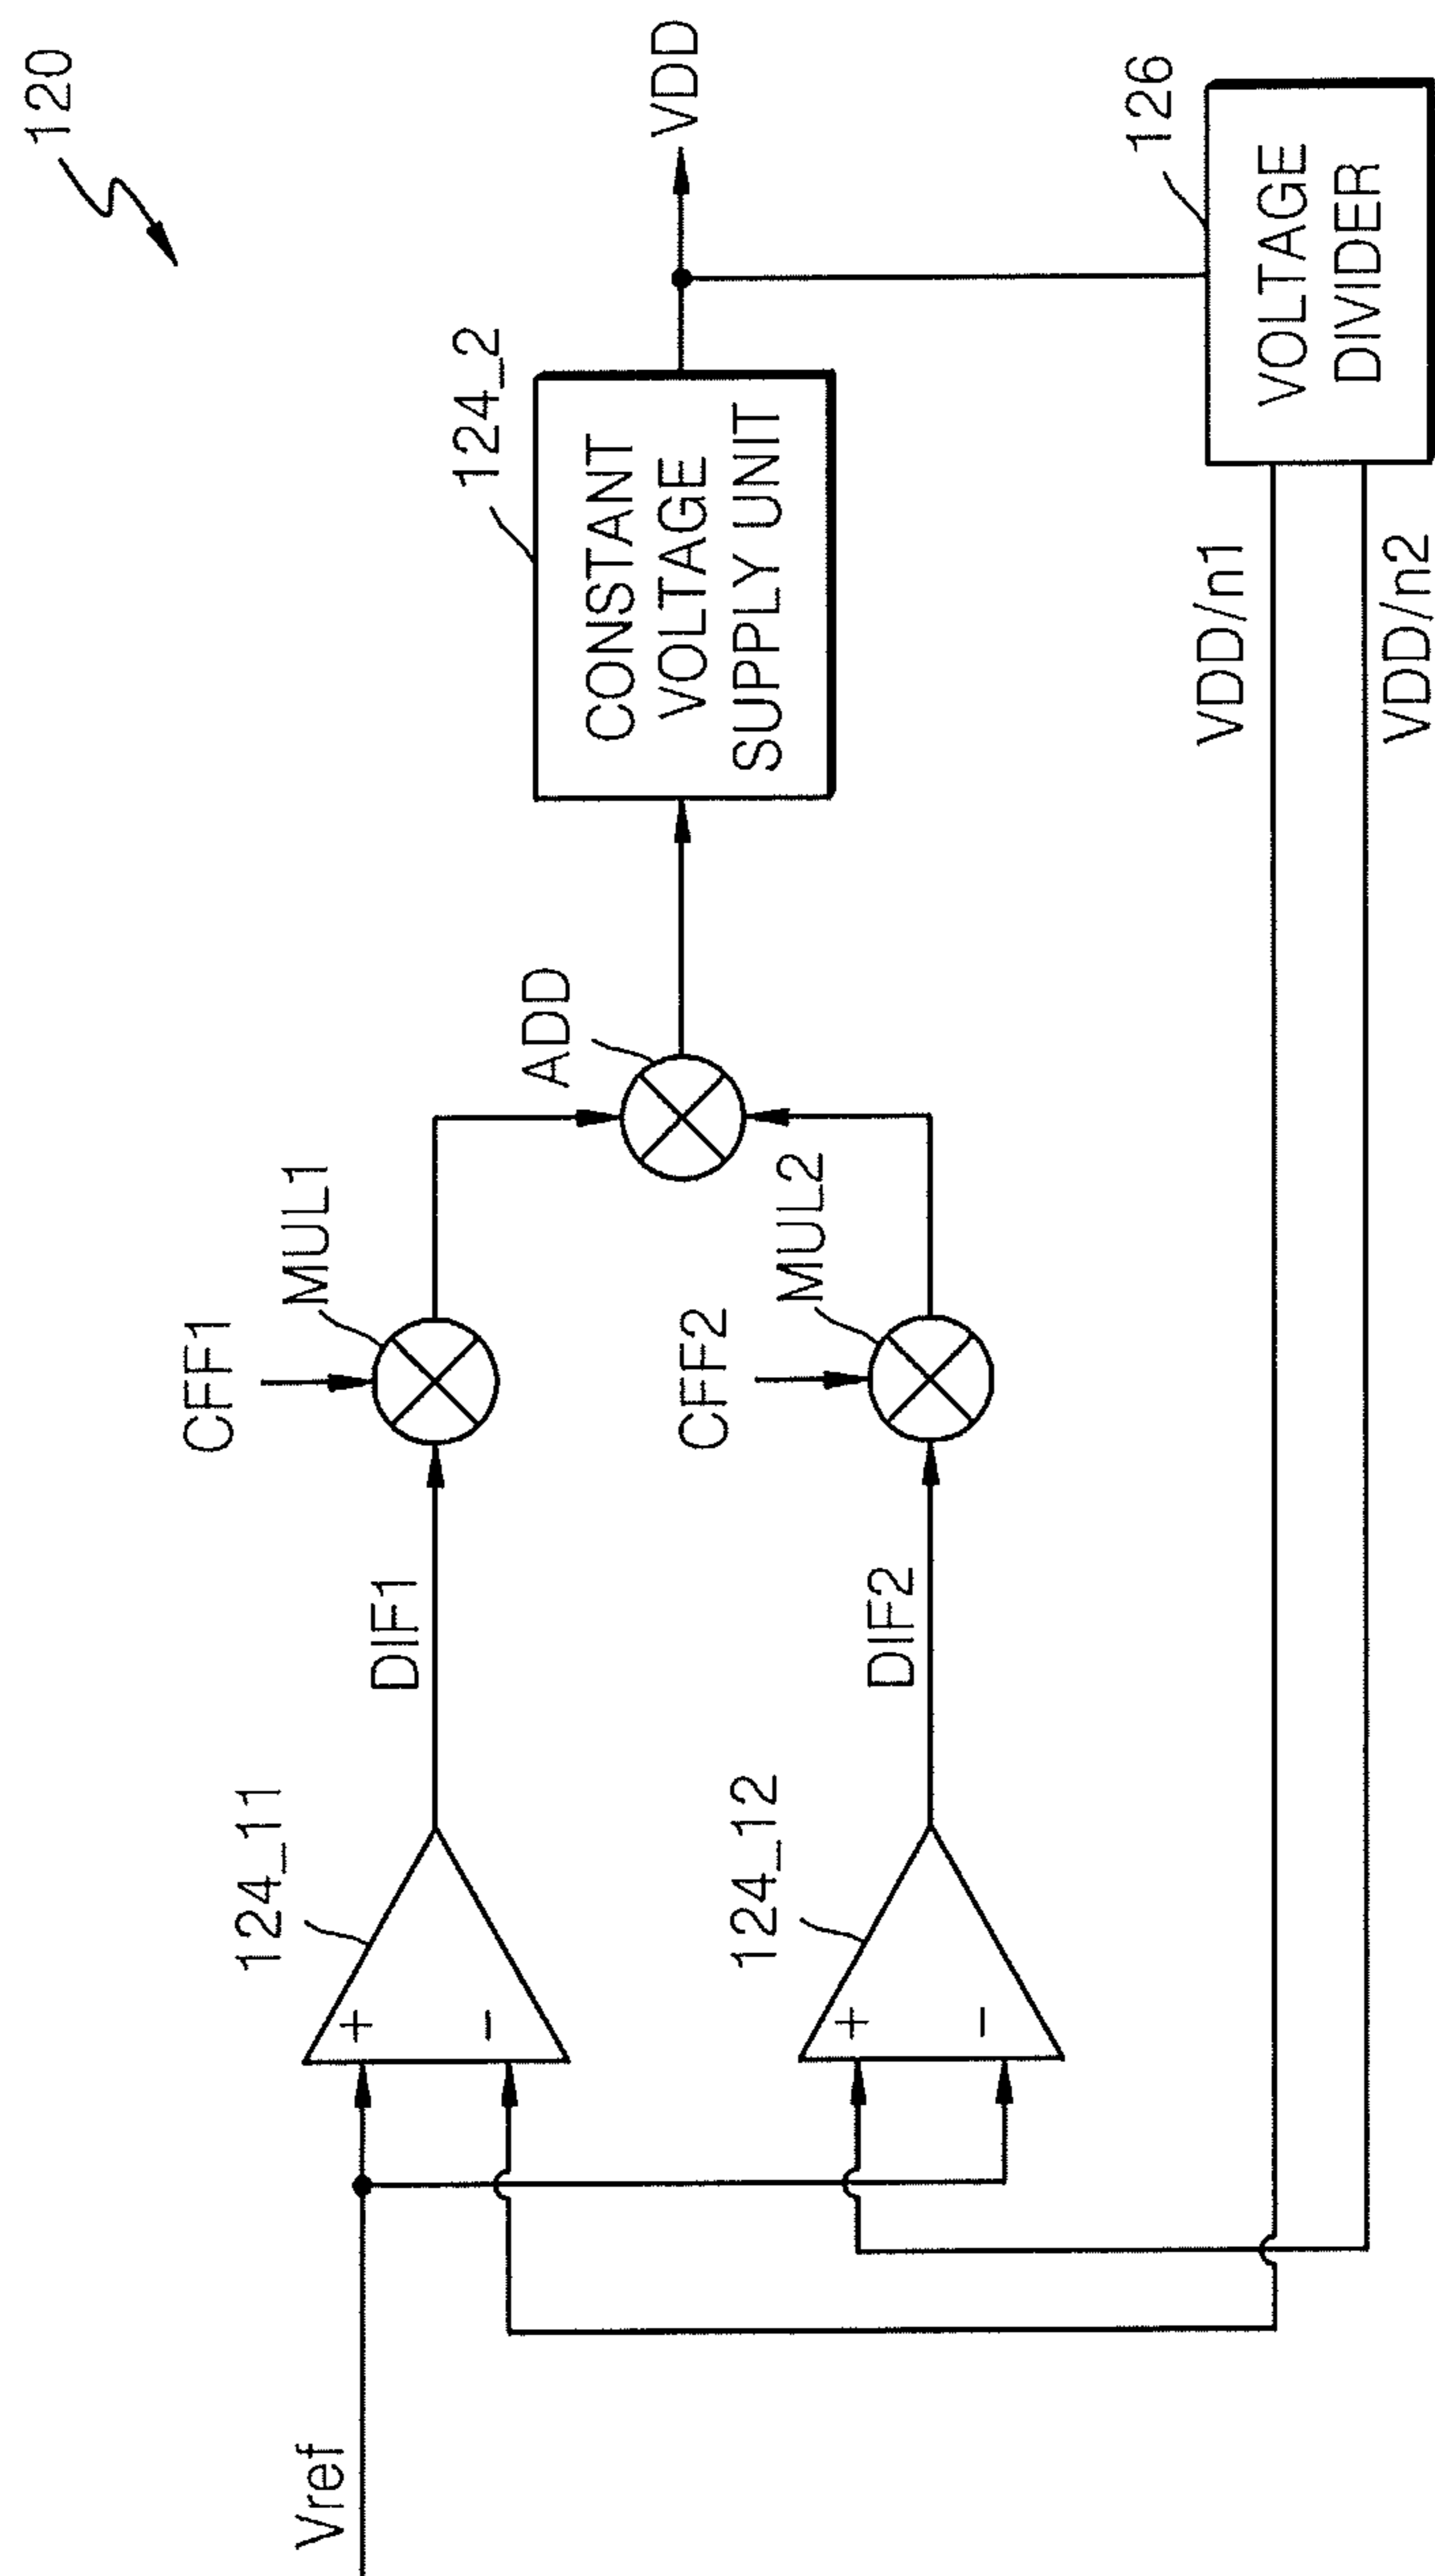 120
Vref
124_11
+
-
DIF1
CFF1
MUL1
124_12
+
-
DIF2
CFF2
MUL2
ADD
124_2
CONSTANT
VOLTAGE
SUPPLY UNIT
VDD
126
VOLTAGE
DIVIDER
VDD/n1
VDD/n2